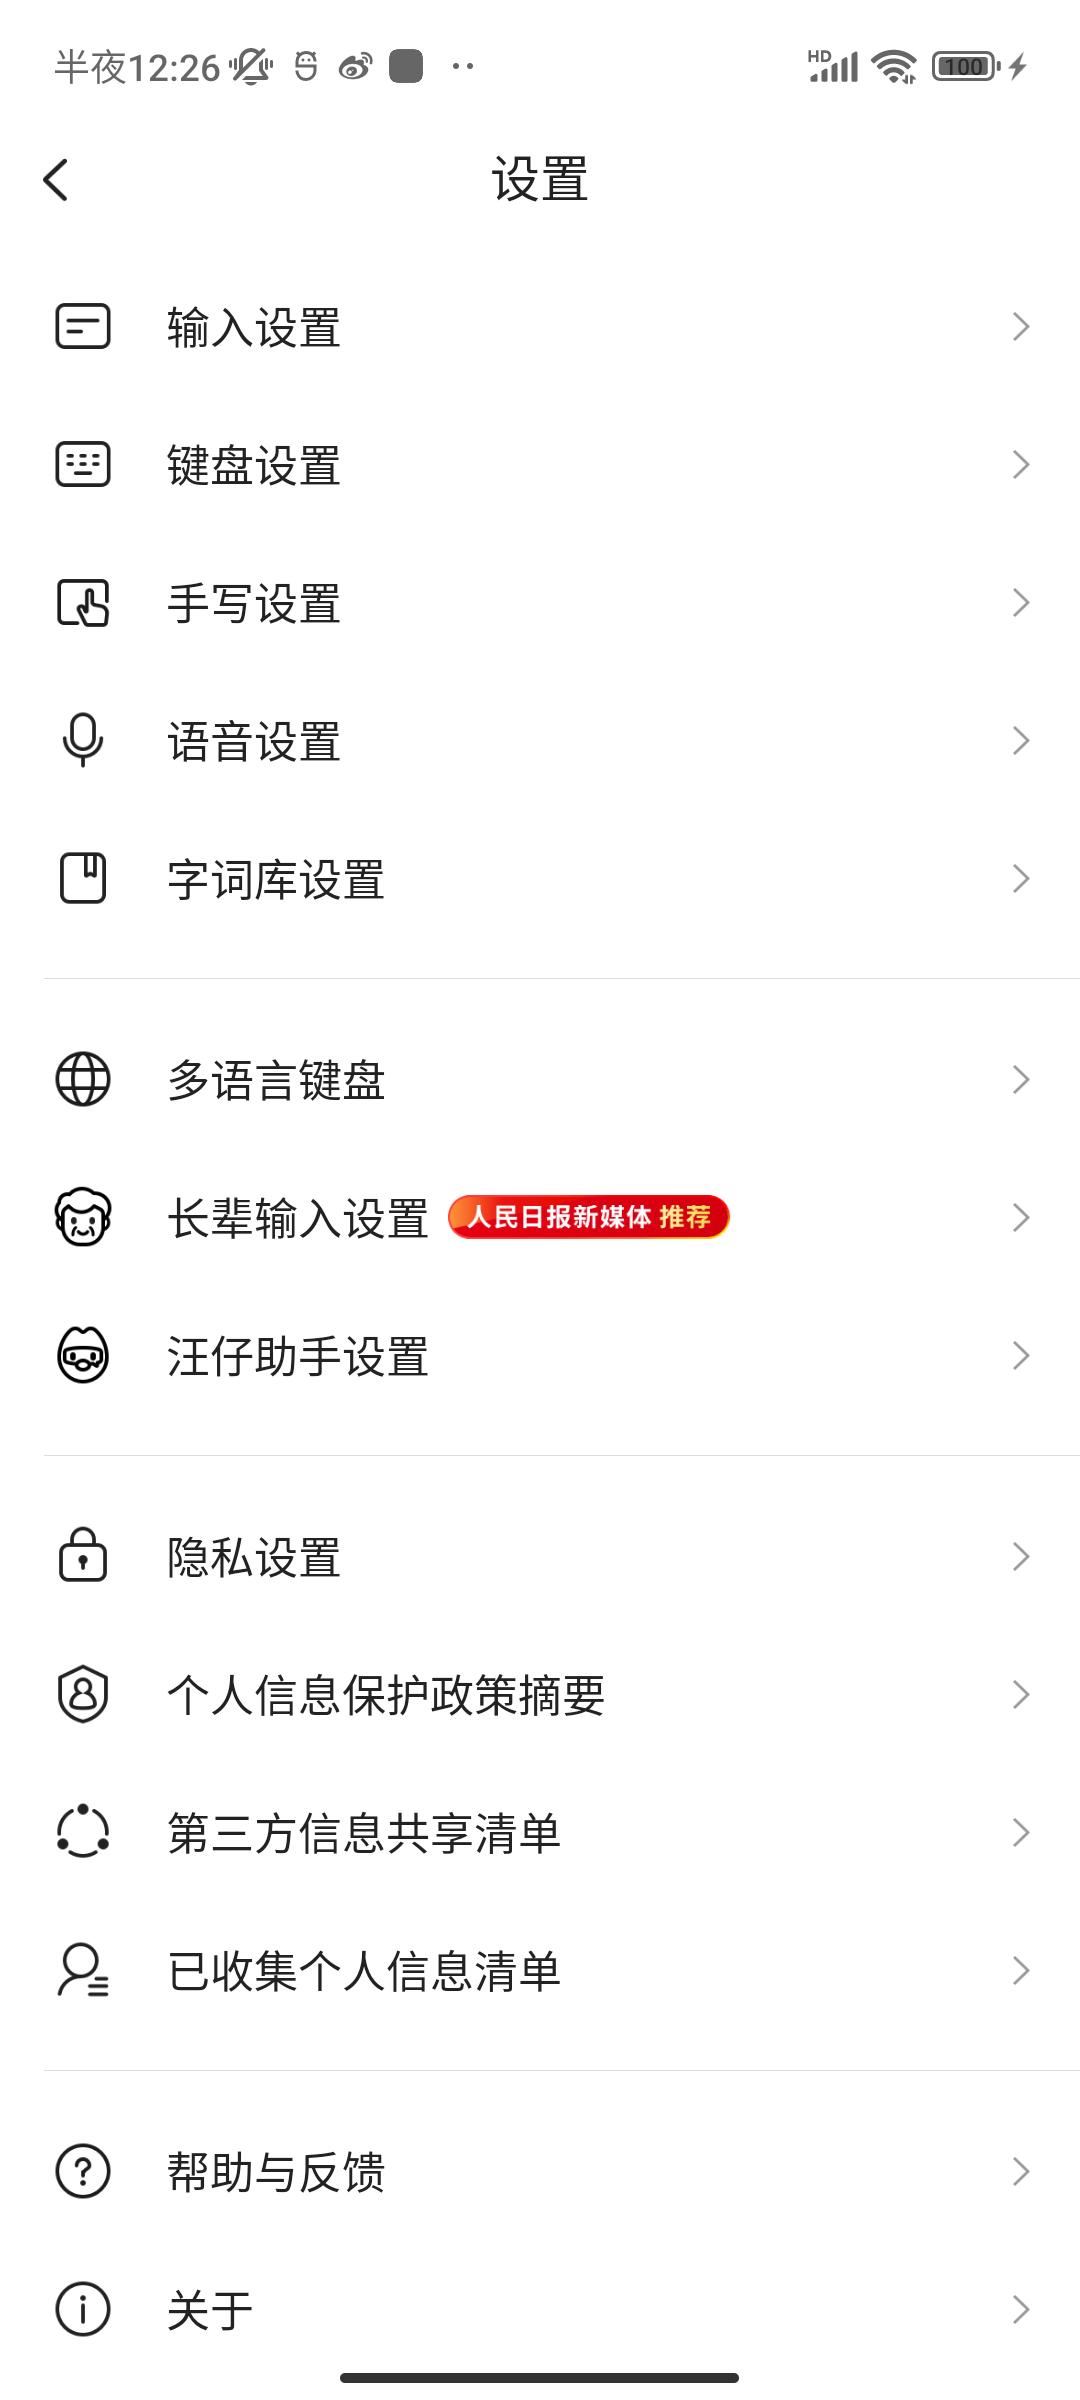 半夜12:26 HD 100
设置
输入设置
键盘设置
手写设置
语音设置
字词库设置
多语言键盘
长辈输入设置 人民日报新媒体 推荐
汪仔助手设置
隐私设置
个人信息保护政策摘要
第三方信息共享清单
已收集个人信息清单
帮助与反馈
关于